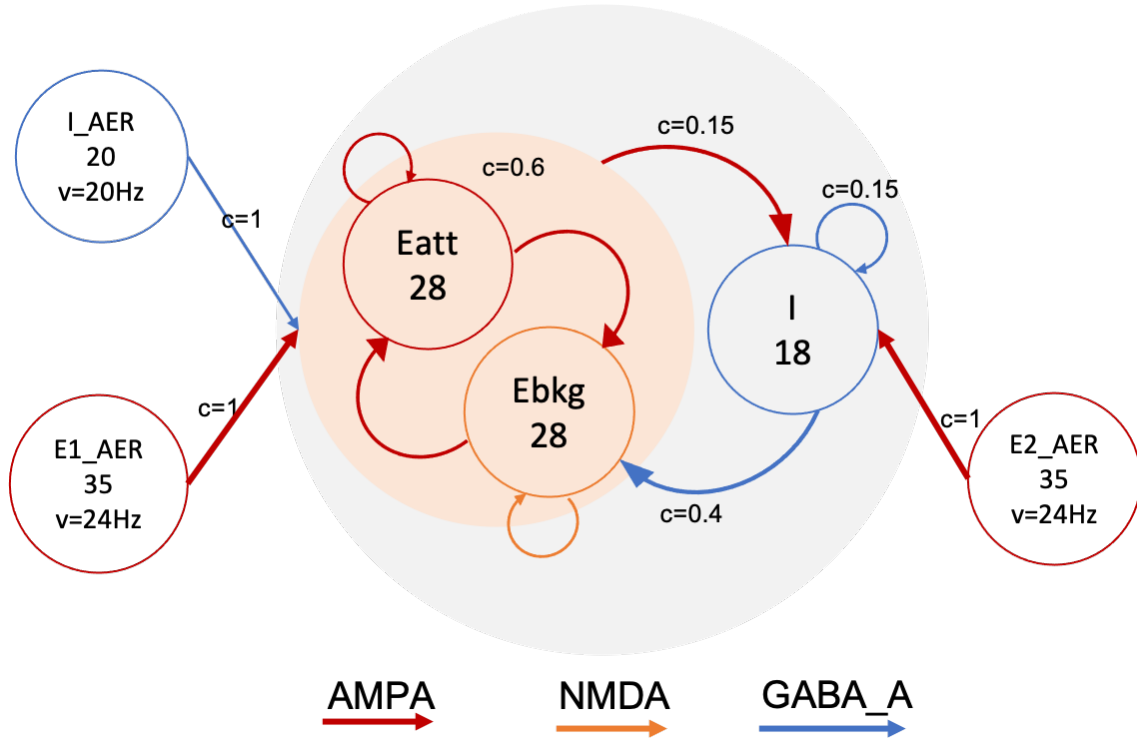 I_AER
20
v=20Hz
c=1
E1_AER
35
v=24Hz
c=1
c=0.6
Eatt
28
Ebkg
28
c=0.15
c=0.15
I
18
c=0.4
c=1
E2_AER
35
v=24Hz
AMPA
NMDA
GABA_A